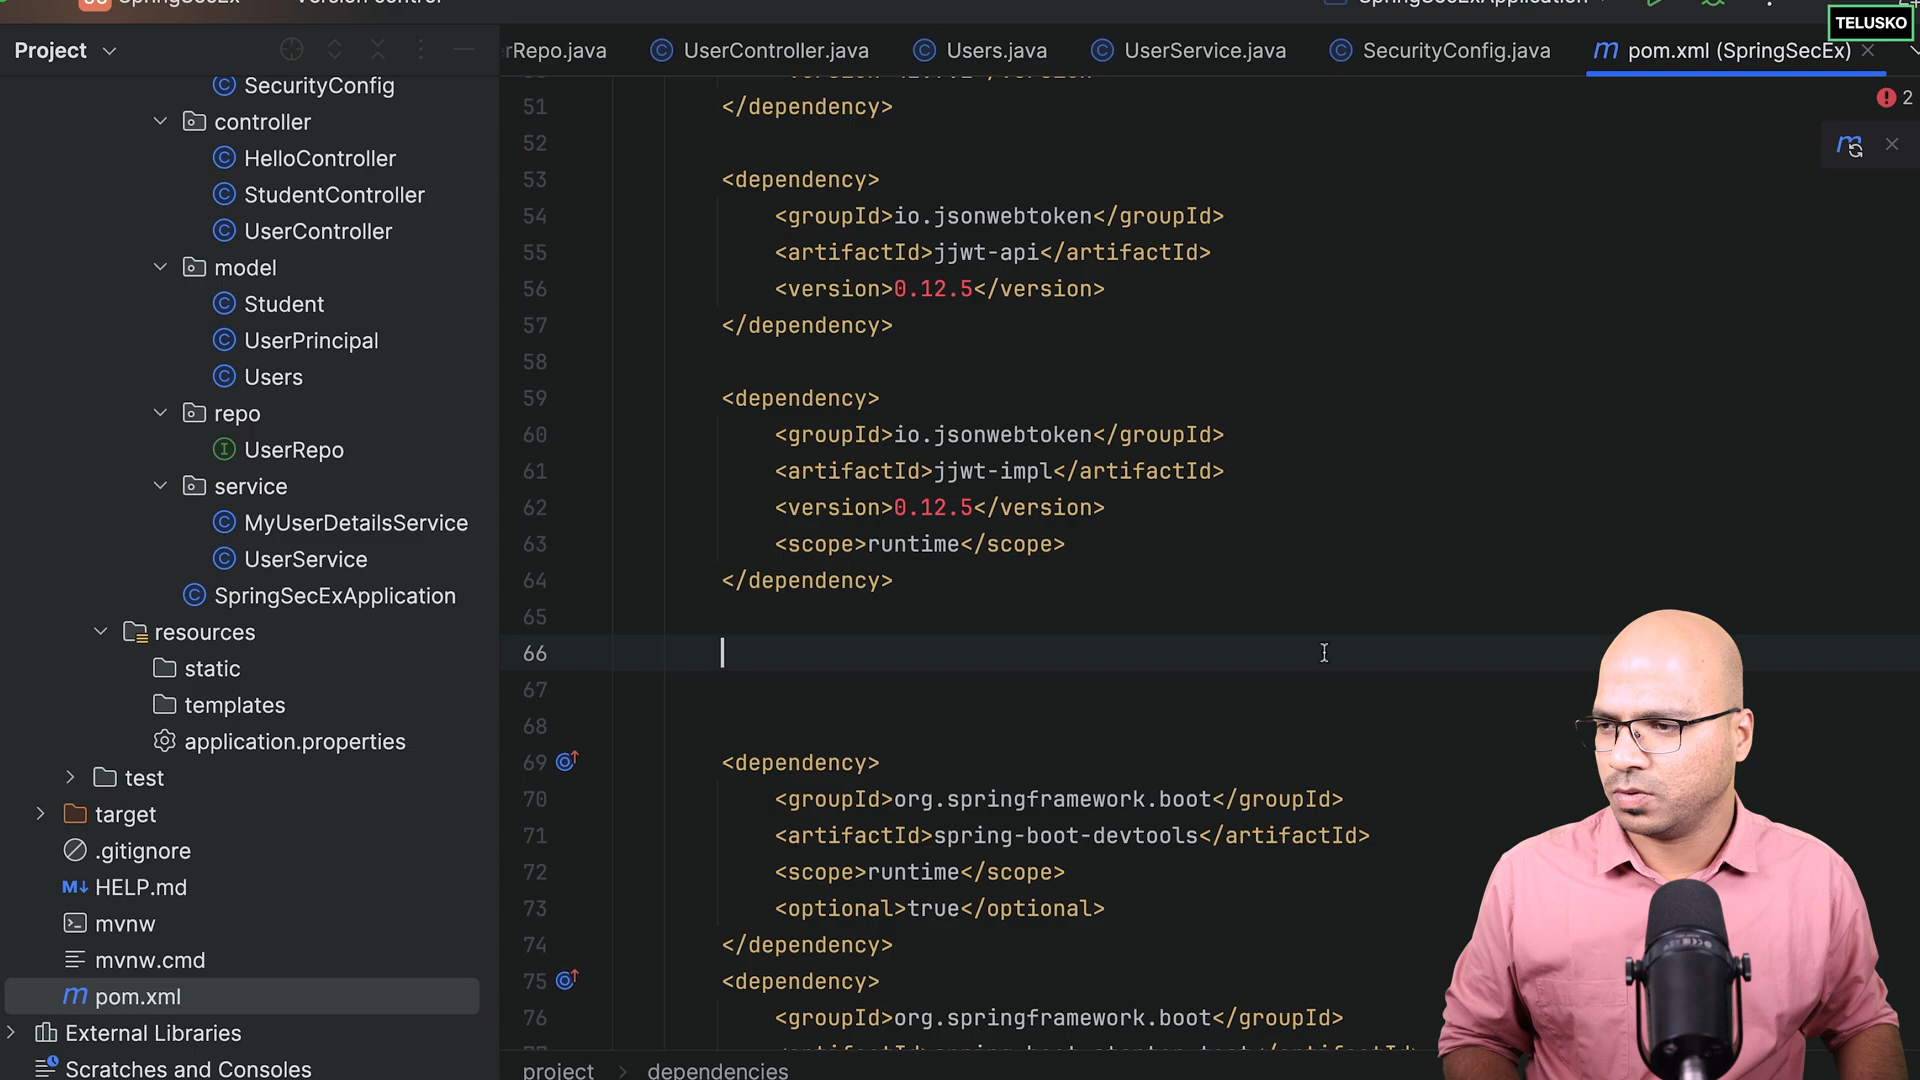 TELUSKO
Project
rRepo.java
UserController.java
Users.java
UserService.java
SecurityConfig.java
pom.xml (SpringSecEx)
2
SecurityConfig
controller
HelloController
StudentController
UserController
model
Student
UserPrincipal
Users
repo
UserRepo
service
MyUserDetailsService
UserService
SpringSecExApplication
resources
static
templates
application.properties
test
target
.gitignore
HELP.md
mvnw
mvnw.cmd
pom.xml
External Libraries
Scratches and Consoles
51 </dependency>
52
53 <dependency>
54 <groupId>io.jsonwebtoken</groupId>
55 <artifactId>jjwt-api</artifactId>
56 <version>0.12.5</version>
57 </dependency>
58
59 <dependency>
60 <groupId>io.jsonwebtoken</groupId>
61 <artifactId>jjwt-impl</artifactId>
62 <version>0.12.5</version>
63 <scope>runtime</scope>
64 </dependency>
65
66
67
68
69 <dependency>
70 <groupId>org.springframework.boot</groupId>
71 <artifactId>spring-boot-devtools</artifactId>
72 <scope>runtime</scope>
73 <optional>true</optional>
74 </dependency>
75 <dependency>
76 <groupId>org.springframework.boot</groupId>
project > dependencies